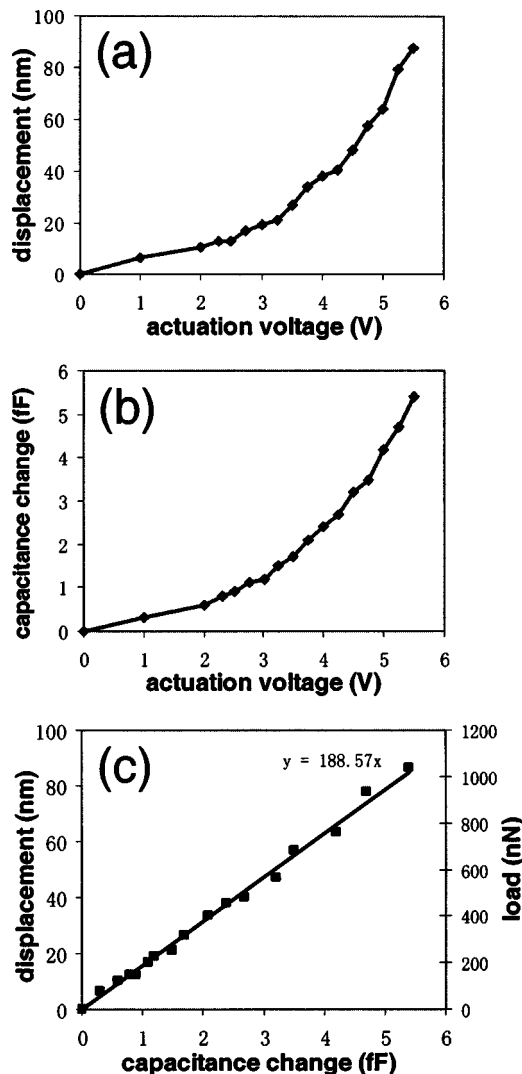 (a)
displacement (nm)
100
80
60
40
20
0
0 1 2 3 4 5 6
actuation voltage (V)
(b)
capacitance change (fF)
6
5
4
3
2
1
0
0 1 2 3 4 5 6
actuation voltage (V)
(c)
y = 188.57x
displacement (nm)
100
80
60
40
20
0
load (nN)
1200
1000
800
600
400
200
0
0 1 2 3 4 5 6
capacitance change (fF)